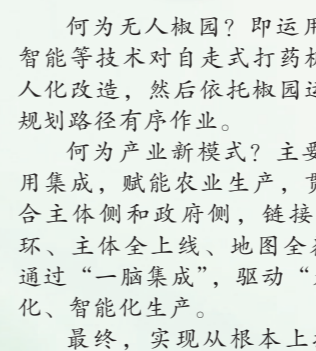 何为无人椒园？即运用
智能等技术对自走式打药
人化改造，然后依托椒园
规划路径有序作业。
何为产业新模式？主要
用集成，赋能农业生产，
合主体侧和政府侧，链接
环、主体全上线、地图全
通过“一脑集成”，驱动“
化、智能化生产。
最终，实现从根本上